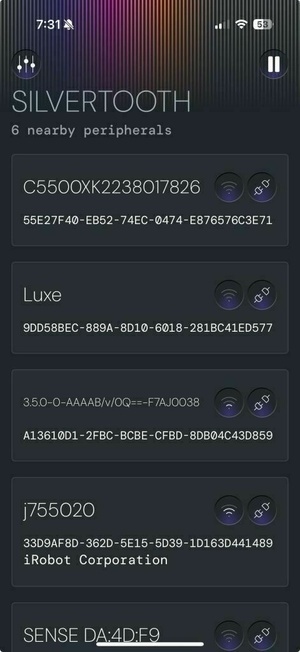 7:31
53
SILVERTOOTH
6 nearby peripherals
C5500XK2238017826
55E27F40-EB52-74EC-0474-E876576C3E71
Luxe
9DD58BEC-889A-8D10-6018-281BC41ED577
3.5.0-0-AAAAB/v/0Q==-F7AJ0038
A13610D1-2FBC-BCBE-CFBD-8DB04C43D859
j755020
33D9AF8D-362D-5E15-5D39-1D163D441489
iRobot Corporation
SENSE DA:4D:F9